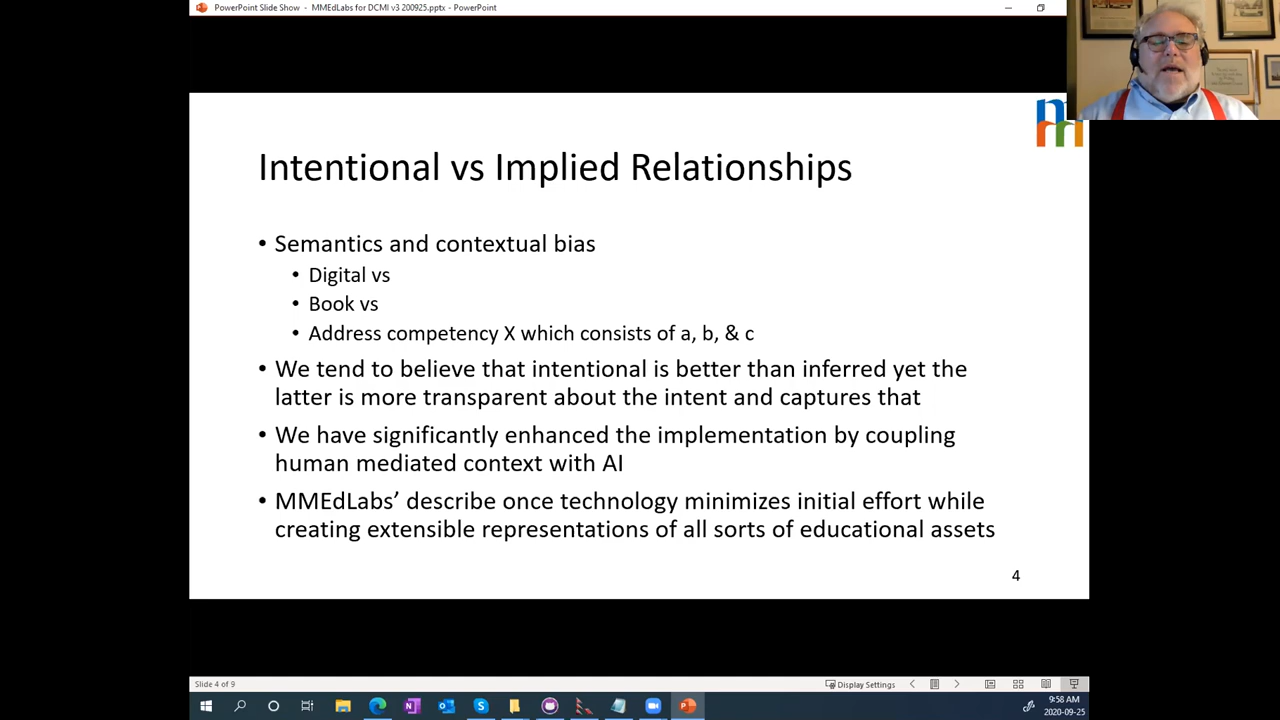 PowerPoint Slide Show - MMEdLabs for DCMI v3 200925.pptx - PowerPoint
Intentional vs Implied Relationships
• Semantics and contextual bias
• Digital vs
• Book vs
• Address competency X which consists of a, b, & c
• We tend to believe that intentional is better than inferred yet the
latter is more transparent about the intent and captures that
• We have significantly enhanced the implementation by coupling
human mediated context with AI
• MMEdLabs’ describe once technology minimizes initial effort while
creating extensible representations of all sorts of educational assets
4
Slide 4 of 9
Display Settings
9:58 AM
2020-09-25